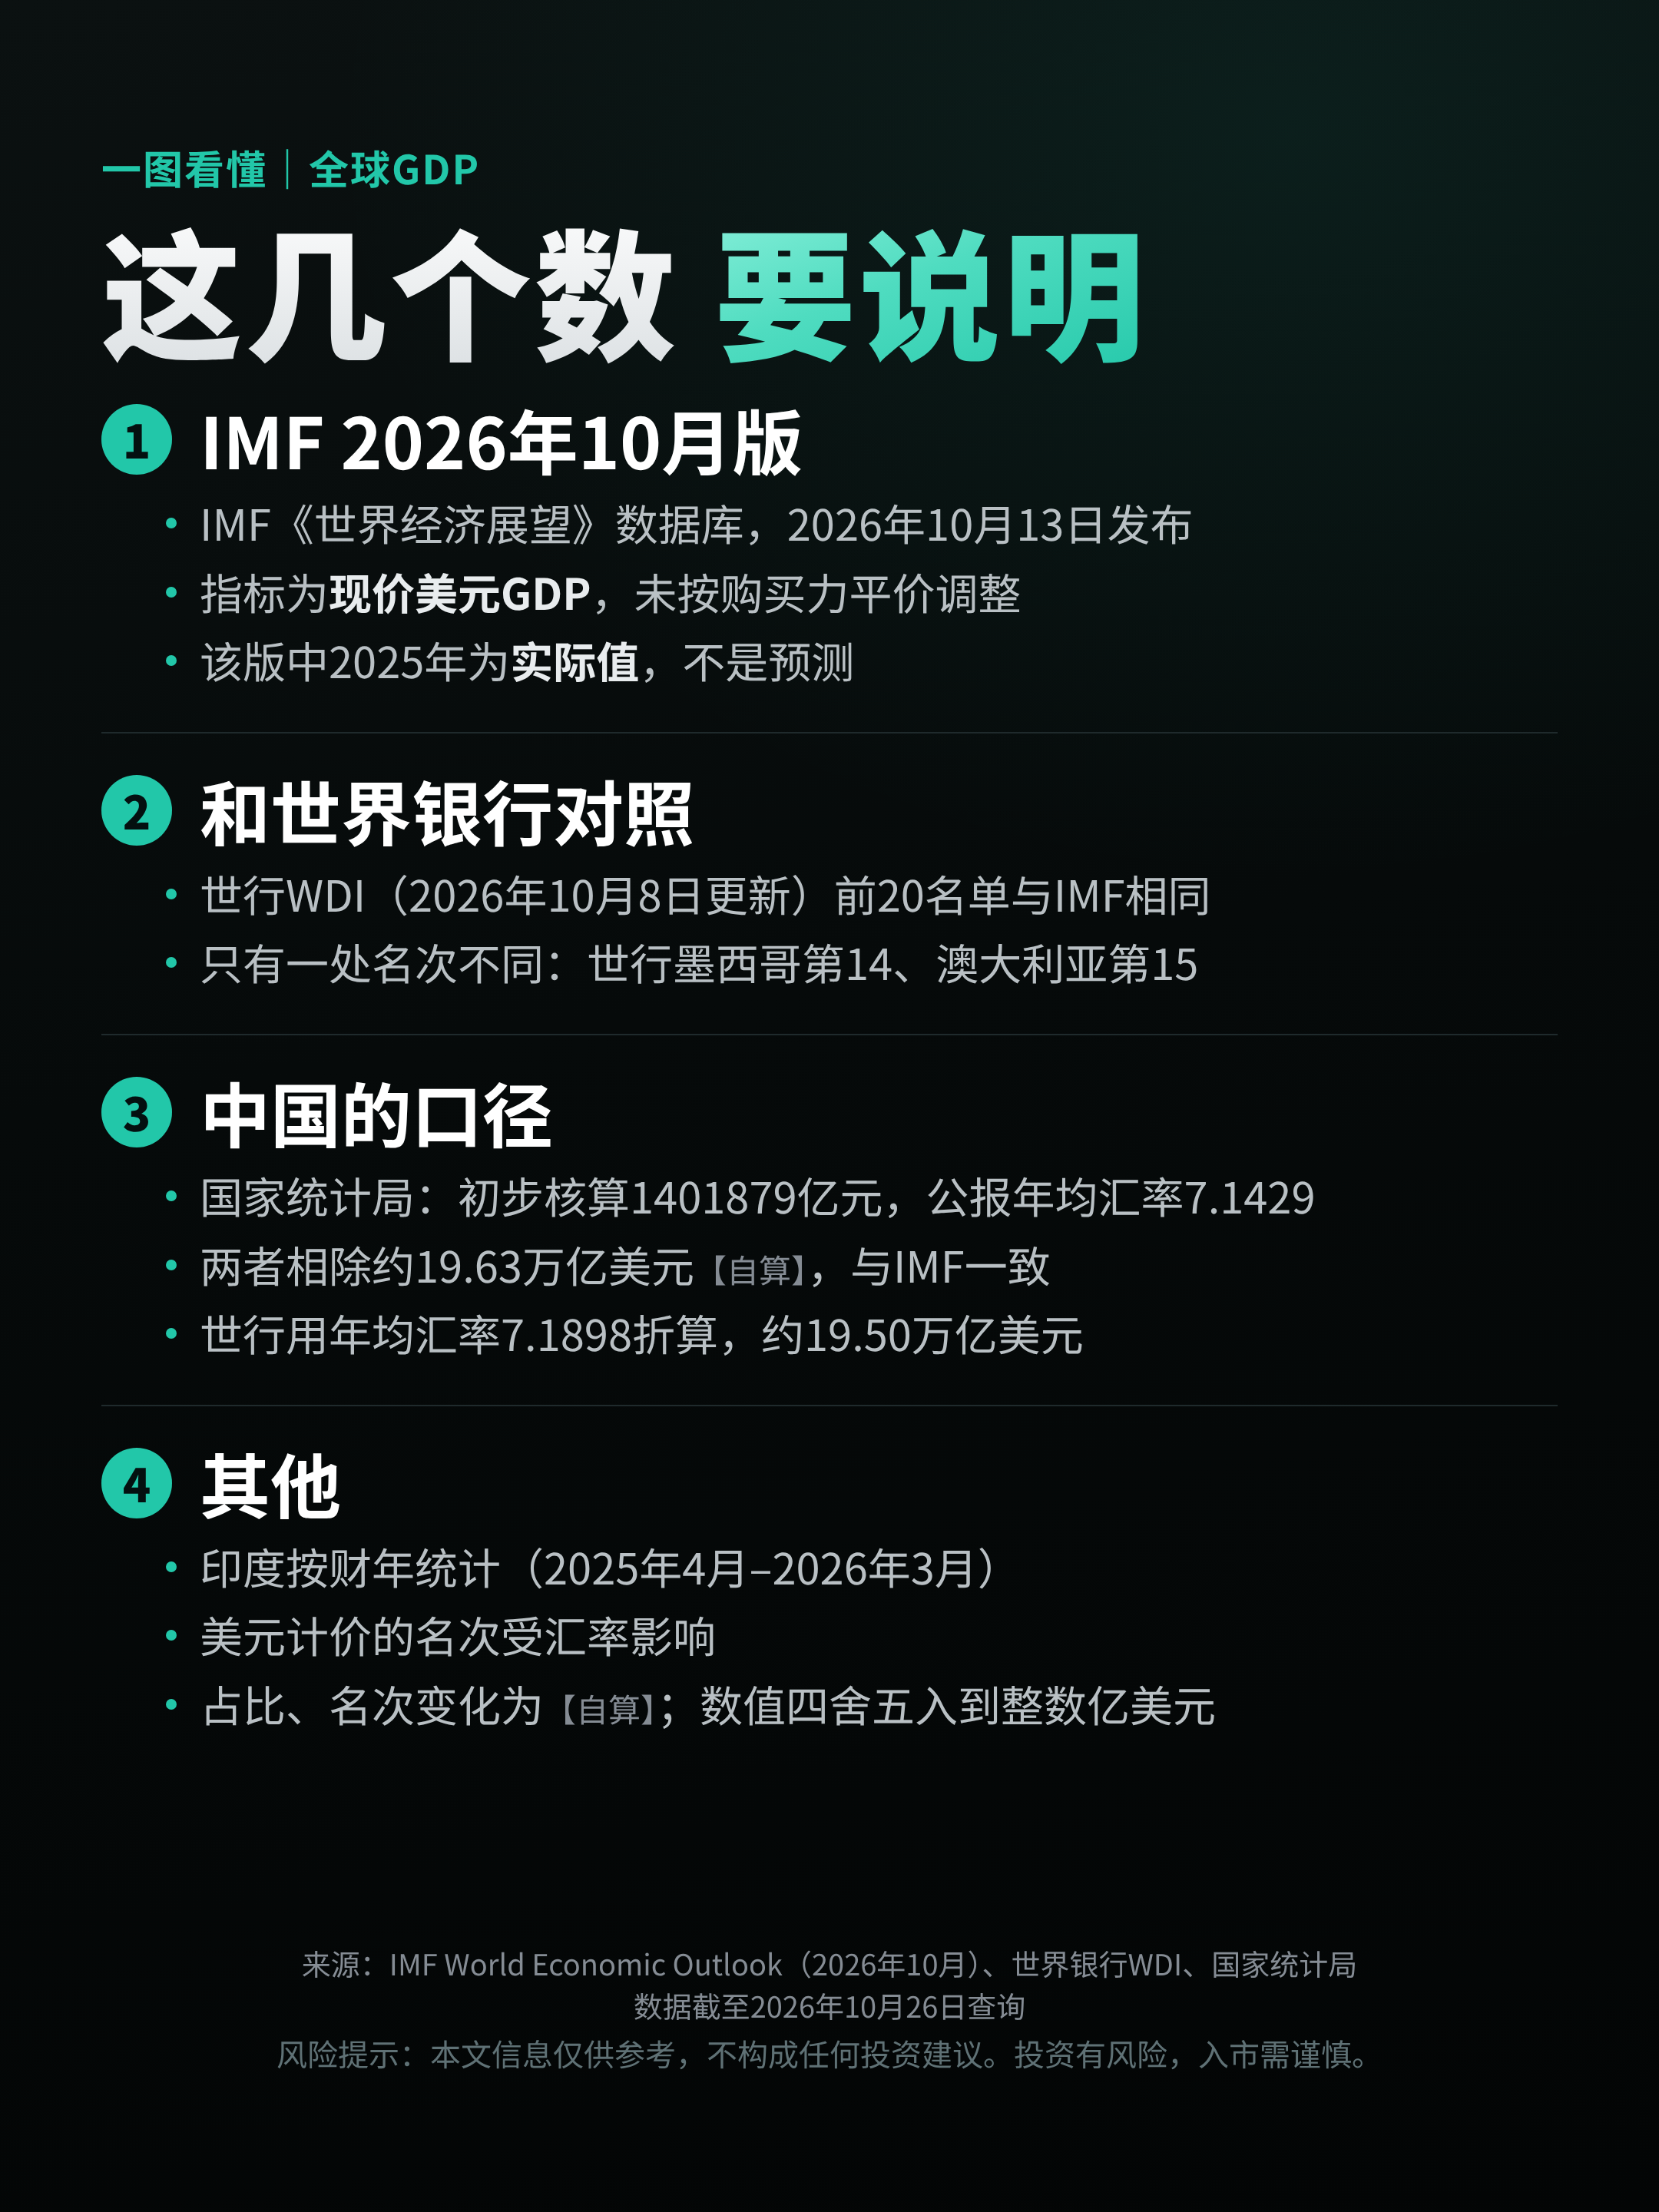 一图看懂｜全球GDP
这几个数 要说明
1 IMF 2026年10月版
• IMF《世界经济展望》数据库，2026年10月13日发布
• 指标为现价美元GDP，未按购买力平价调整
• 该版中2025年为实际值，不是预测
2 和世界银行对照
• 世行WDI（2026年10月8日更新）前20名单与IMF相同
• 只有一处名次不同：世行墨西哥第14、澳大利亚第15
3 中国的口径
• 国家统计局：初步核算1401879亿元，公报年均汇率7.1429
• 两者相除约19.63万亿美元【自算】，与IMF一致
• 世行用年均汇率7.1898折算，约19.50万亿美元
4 其他
• 印度按财年统计（2025年4月–2026年3月）
• 美元计价的名次受汇率影响
• 占比、名次变化为【自算】；数值四舍五入到整数亿美元
来源：IMF World Economic Outlook（2026年10月）、世界银行WDI、国家统计局
数据截至2026年10月26日查询
风险提示：本文信息仅供参考，不构成任何投资建议。投资有风险，入市需谨慎。